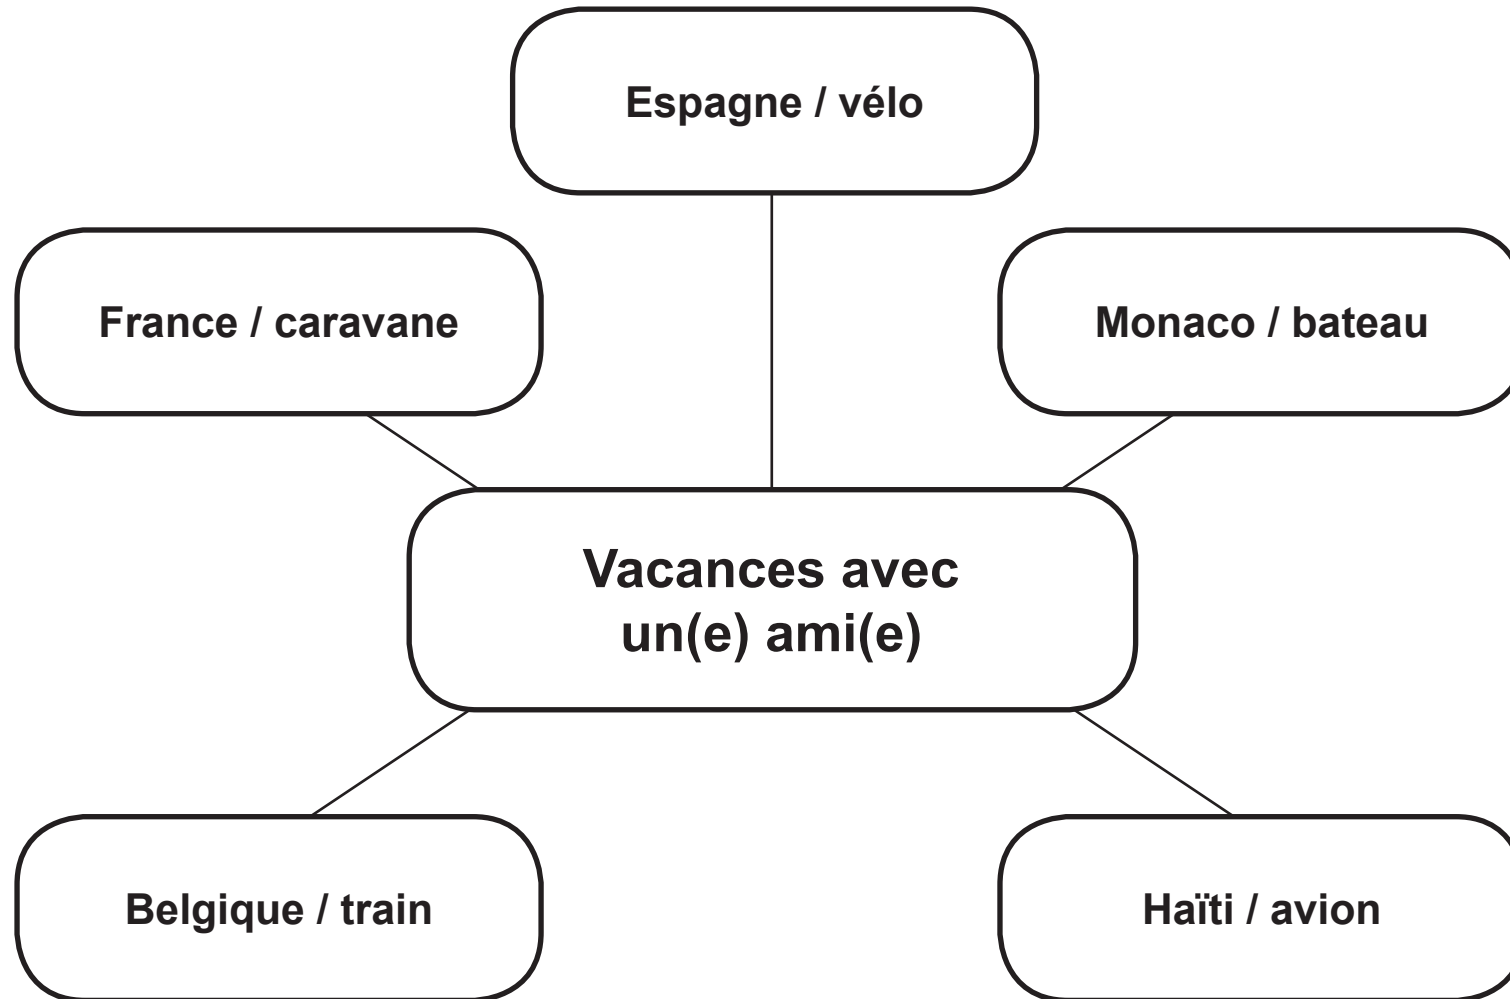 Espagne / vélo
France / caravane
Monaco / bateau
Vacances avec
un(e) ami(e)
Belgique / train
Haïti / avion